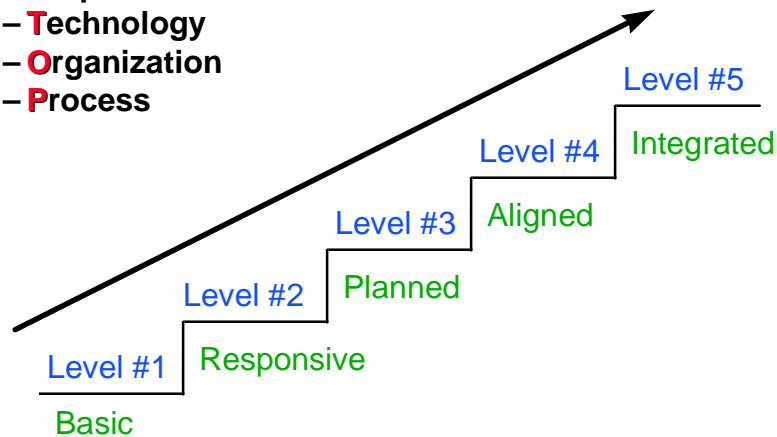 – Technology
– Organization
– Process
Level #5
Integrated
Level #4
Aligned
Level #3
Planned
Level #2
Responsive
Level #1
Basic